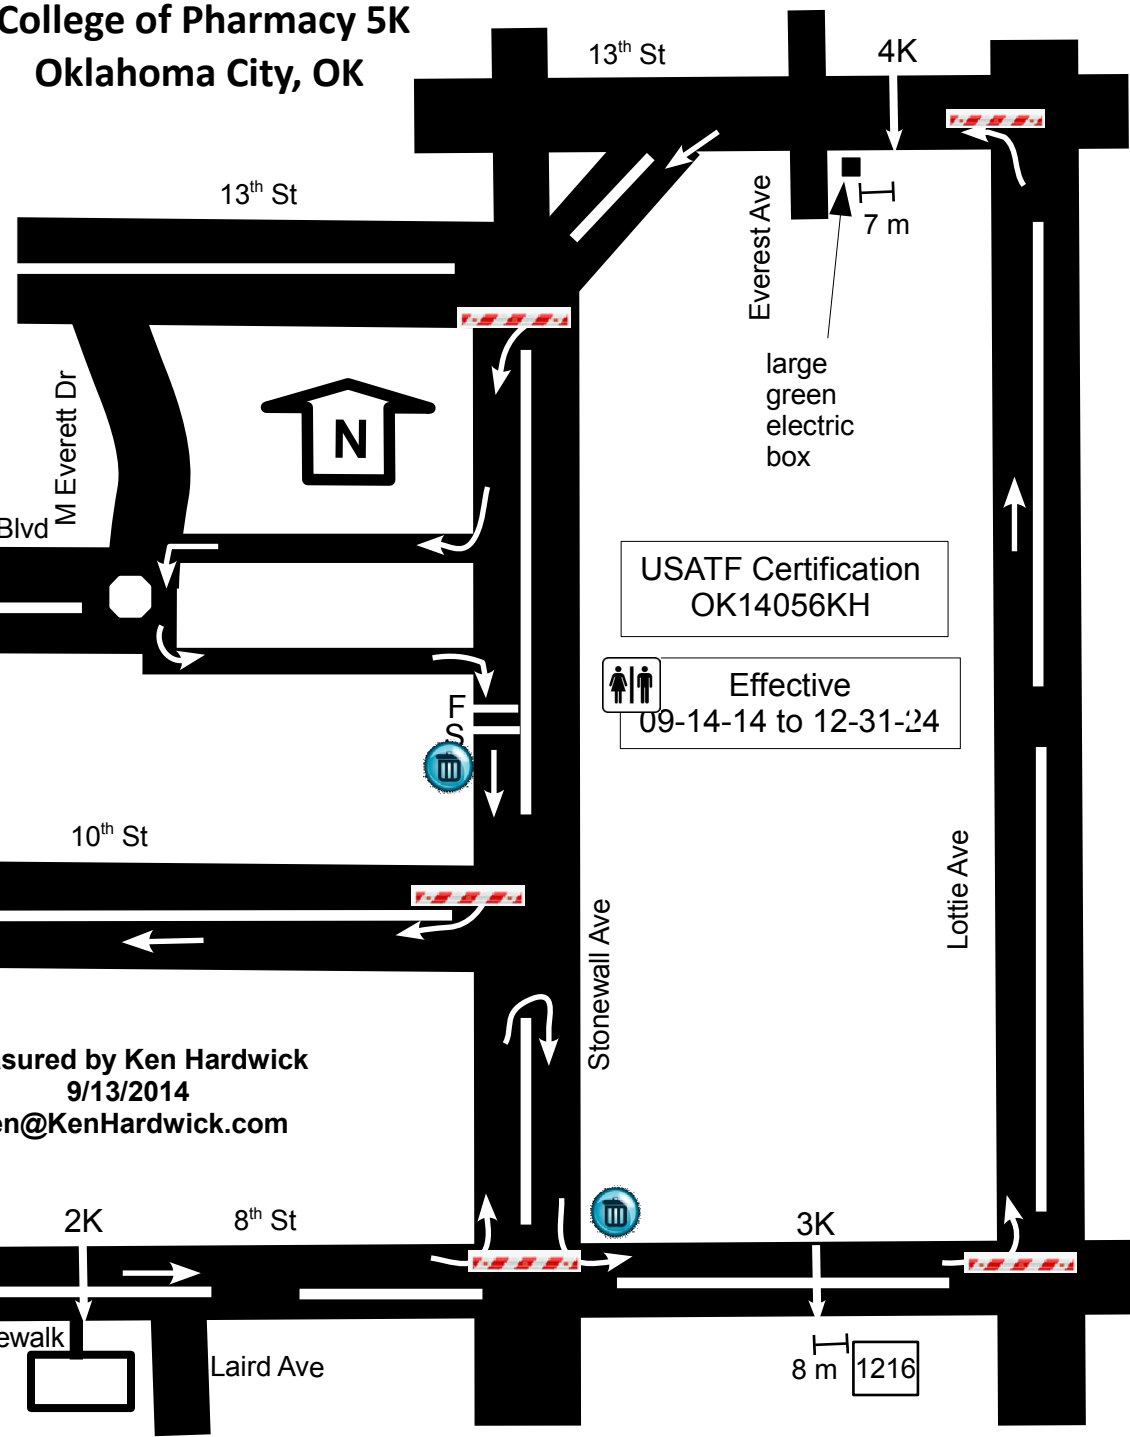 College of Pharmacy 5K
Oklahoma City, OK
13th St
4K
13th St
Everest Ave
7 m
large
green
electric
box
M Everett Dr
N
Blvd
USATF Certification
OK14056KH
Effective
09-14-14 to 12-31-24
F
S
10th St
Stonewall Ave
Lottie Ave
sured by Ken Hardwick
9/13/2014
en@KenHardwick.com
2K
8th St
3K
ewalk
Laird Ave
8 m
1216